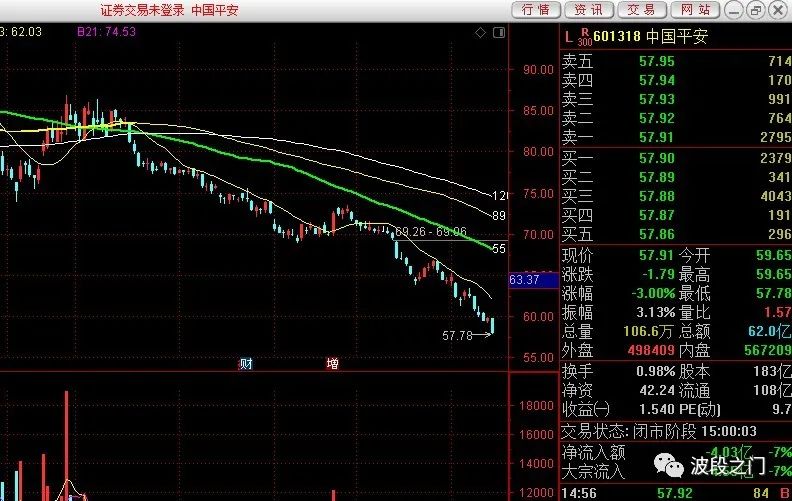 证券交易未登录 中国平安 行情 资讯 交易 网站
3: 62.03 B21: 74.53
90.00
85.00
80.00
75.00
70.00
63.37
60.00
55.00
120
89
55
69.26 - 69.06
57.78
财 增
18000
16000
14000
12000
L R 300 601318 中国平安
卖五 57.95 714
卖四 57.94 170
卖三 57.93 991
卖二 57.92 764
卖一 57.91 2795
买一 57.90 2379
买二 57.89 341
买三 57.88 4043
买四 57.87 191
买五 57.86 296
现价 57.91 今开 59.65
涨跌 -1.79 最高 59.65
涨幅 -3.00% 最低 57.78
振幅 3.13% 量比 1.57
总量 106.6万 总额 62.0亿
外盘 498409 内盘 567209
换手 0.98% 股本 183亿
净资 42.24 流通 108亿
收益㈠ 1.540 PE(动) 9.7
交易状态: 闭市阶段 15:00:03
净流入额 -4.03亿 -7%
大宗流入 -7%
波段之门
14:56 57.92 84 B